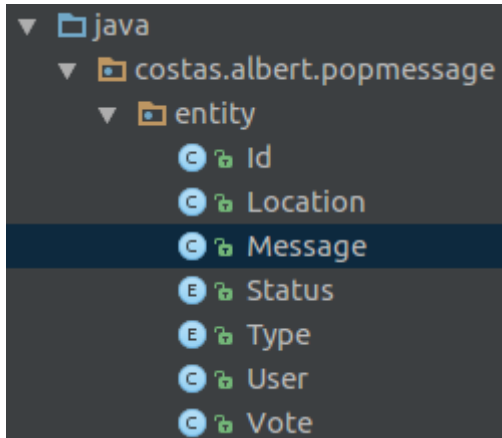 java
costas.albert.popmessage
entity
C Id
C Location
C Message
E Status
E Type
C User
C Vote